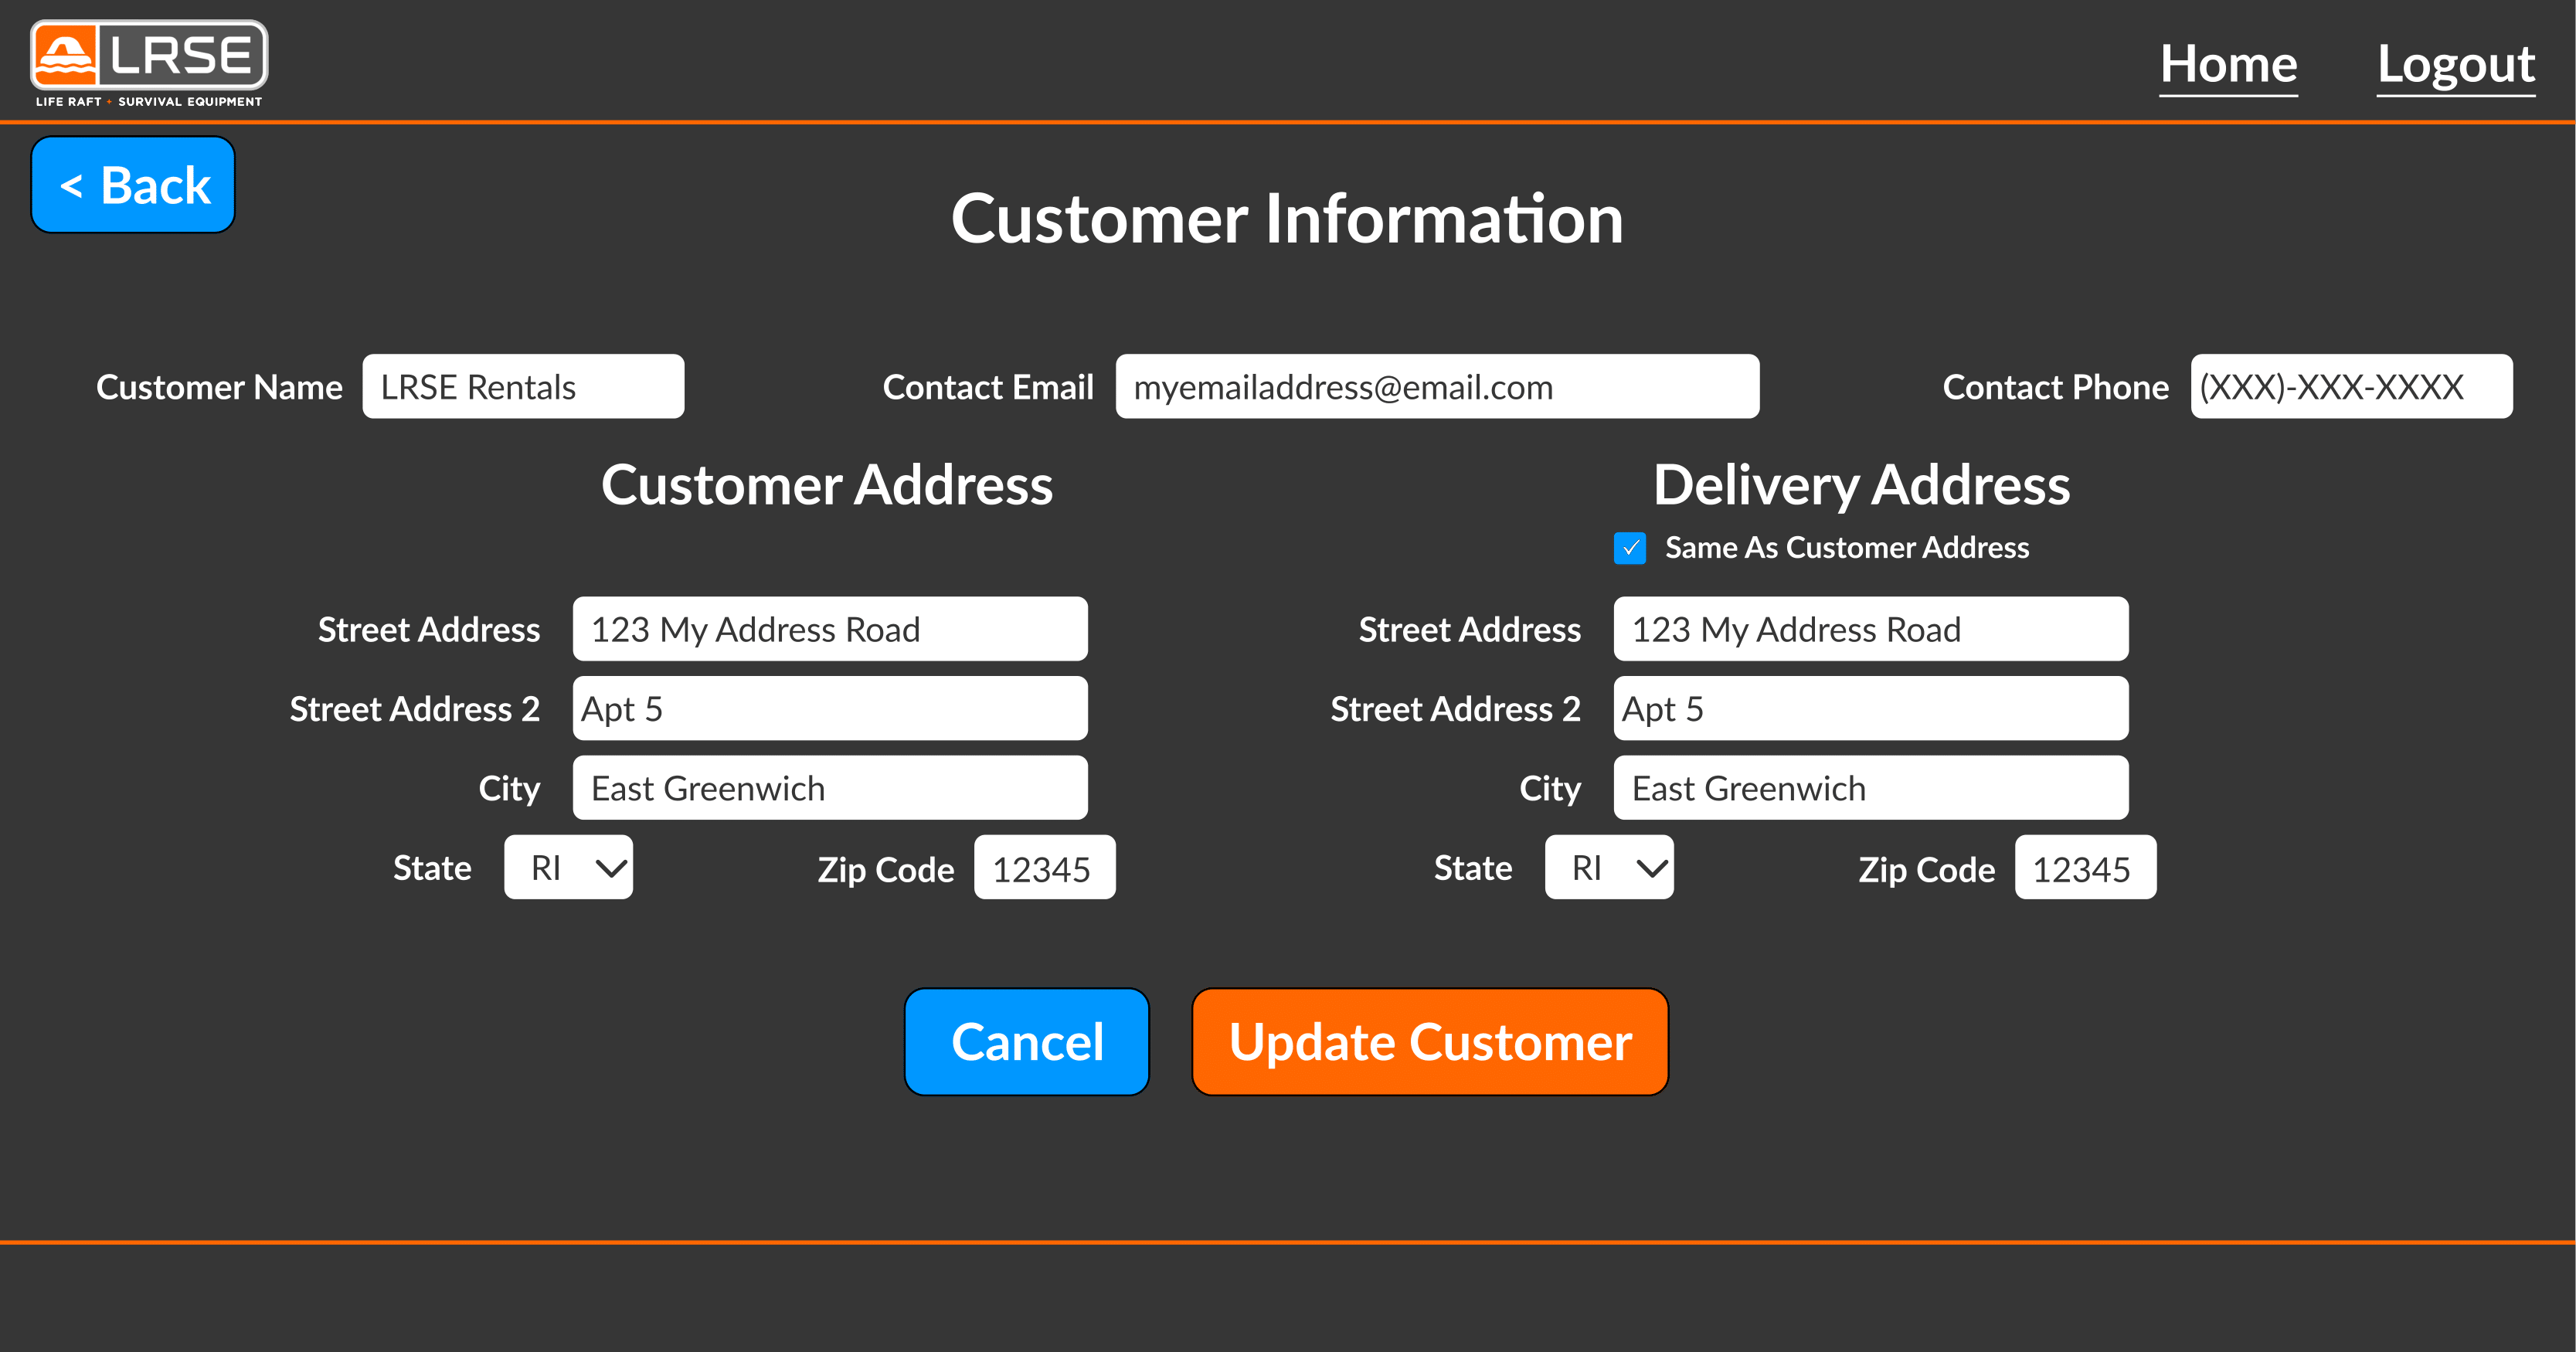 LRSE
LIFE RAFT + SURVIVAL EQUIPMENT
Home Logout
< Back
Customer Information
Customer Name LRSE Rentals Contact Email myemailaddress@email.com Contact Phone (XXX)-XXX-XXXX
Customer Address
Street Address 123 My Address Road
Street Address 2 Apt 5
City East Greenwich
State RI Zip Code 12345
Delivery Address
Same As Customer Address
Street Address 123 My Address Road
Street Address 2 Apt 5
City East Greenwich
State RI Zip Code 12345
Cancel Update Customer